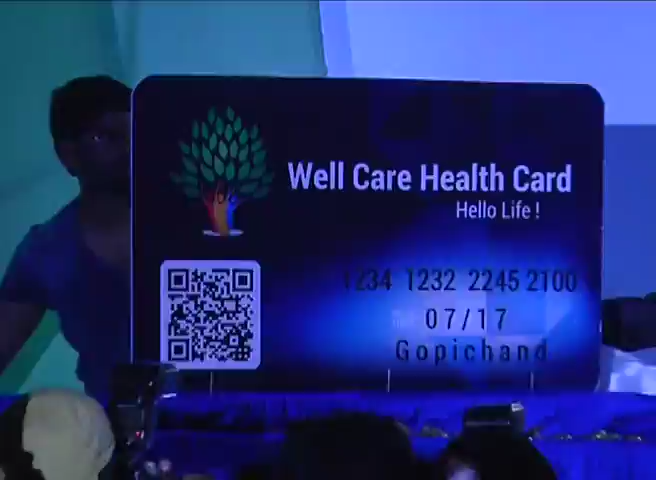 Well Care Health Card
Hello Life !
1234 1232 2245 2100
07/17
Gopichand